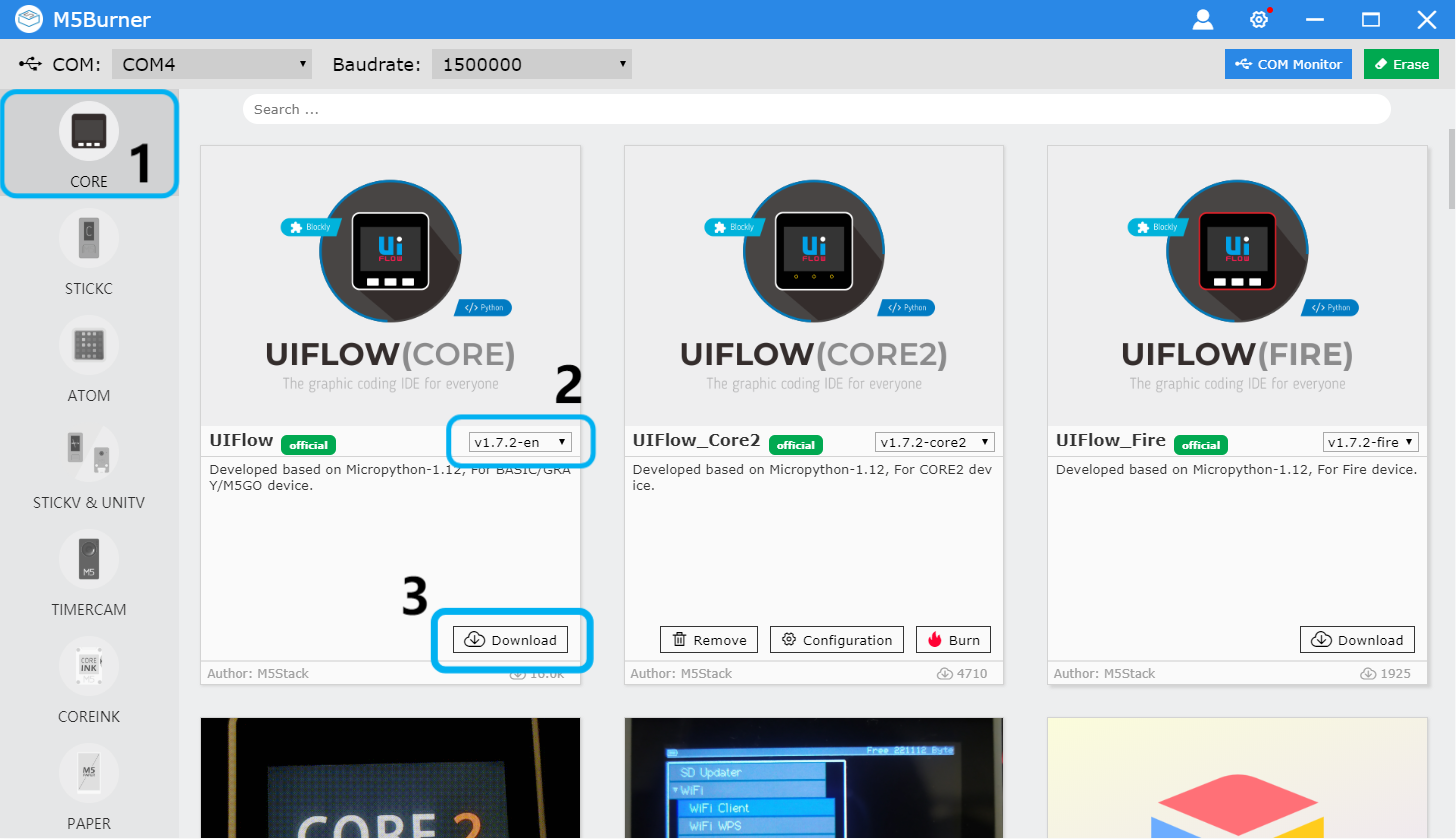 M5Burner
COM: COM4 Baudrate: 1500000 COM Monitor Erase
Search ...
CORE
1
STICKC
ATOM
STICKV & UNITV
TIMERCAM
COREINK
PAPER
Blockly
Ui
FLOW
</> Python
UIFLOW(CORE)
The graphic coding IDE for everyone
2
UIFlow official v1.7.2-en
Developed based on Micropython-1.12, For BASIC/GRA
Y/M5GO device.
3
Download
Author: M5Stack 10.0k
Blockly
Ui
FLOW
</> Python
UIFLOW(CORE2)
The graphic coding IDE for everyone
UIFlow_Core2 official v1.7.2-core2
Developed based on Micropython-1.12, For CORE2 dev
ice.
Remove Configuration Burn
Author: M5Stack 4710
Blockly
Ui
FLOW
</> Python
UIFLOW(FIRE)
The graphic coding IDE for everyone
UIFlow_Fire official v1.7.2-fire
Developed based on Micropython-1.12, For Fire device.
Download
Author: M5Stack 1925
CORE 2
Free 221112 Byte
SD Updater
WiFi
WiFi Client
WiFi WPS